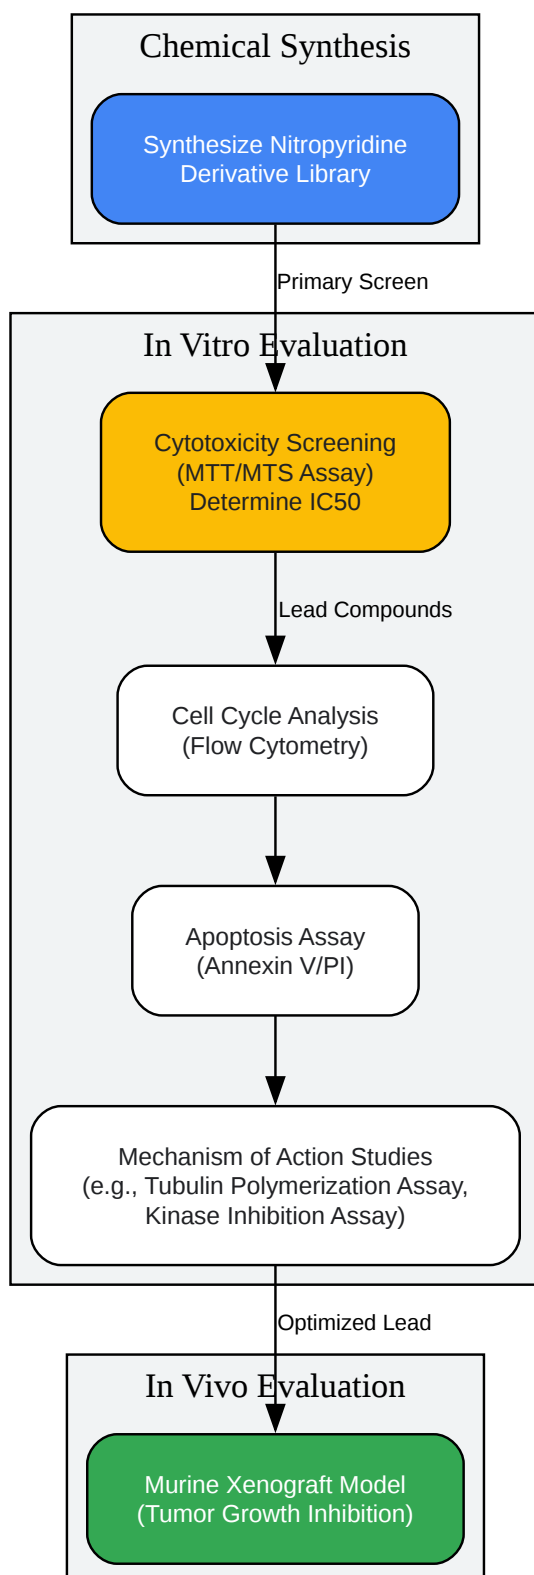 Chemical Synthesis
Synthesize Nitropyridine
Derivative Library
Primary Screen
In Vitro Evaluation
Cytotoxicity Screening
(MTT/MTS Assay)
Determine IC50
Lead Compounds
Cell Cycle Analysis
(Flow Cytometry)
Apoptosis Assay
(Annexin V/PI)
Mechanism of Action Studies
(e.g., Tubulin Polymerization Assay,
Kinase Inhibition Assay)
Optimized Lead
In Vivo Evaluation
Murine Xenograft Model
(Tumor Growth Inhibition)